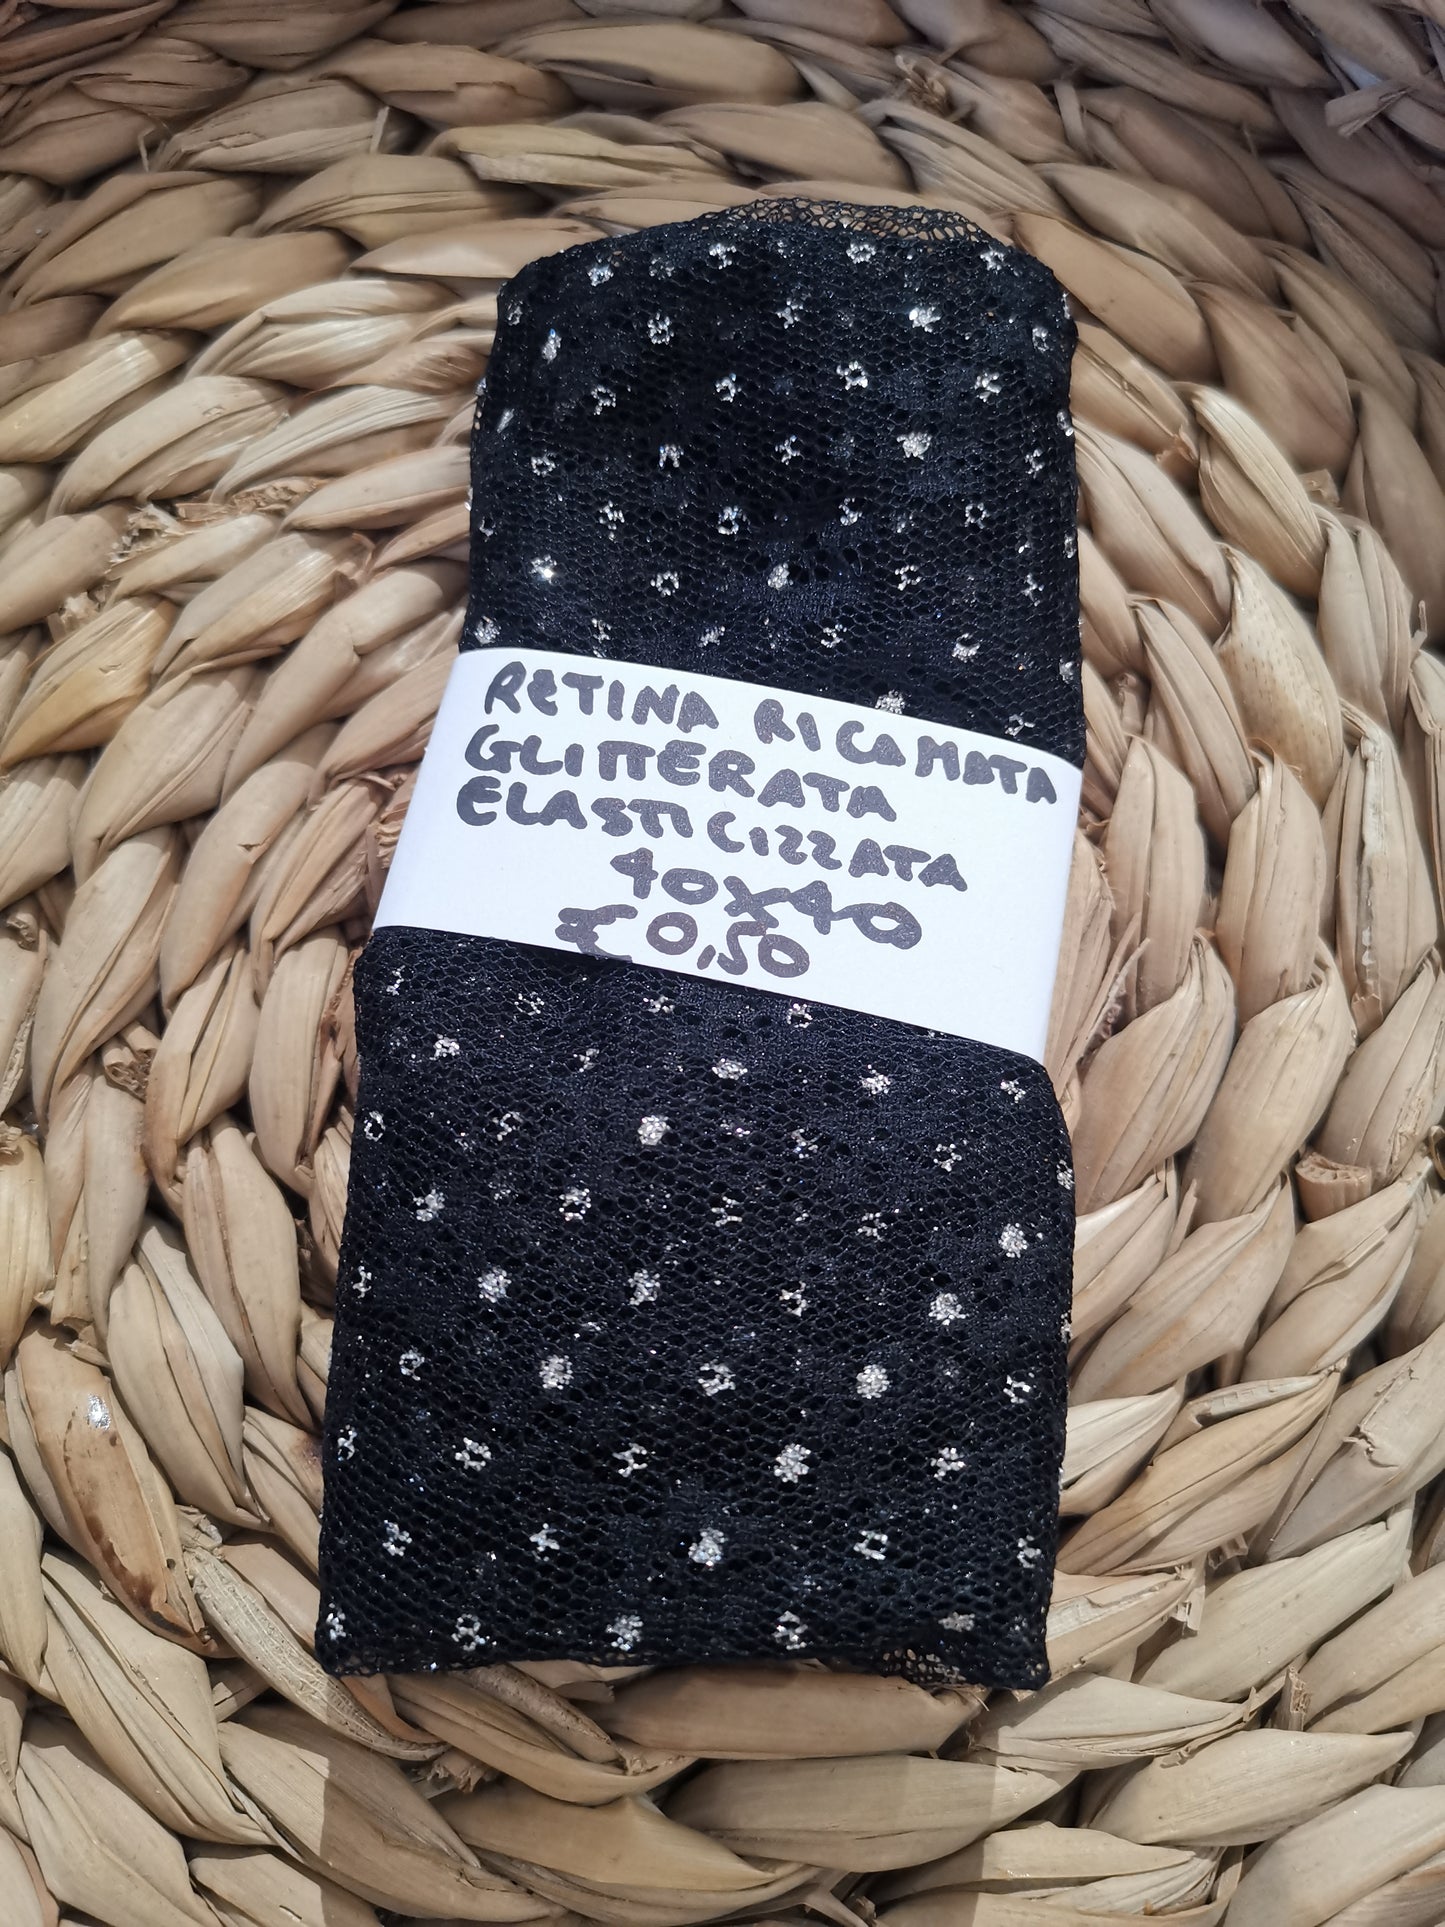 RETINA RICAMATA
GLITTERATA
ELASTICIZZATA
40x40
€0,50